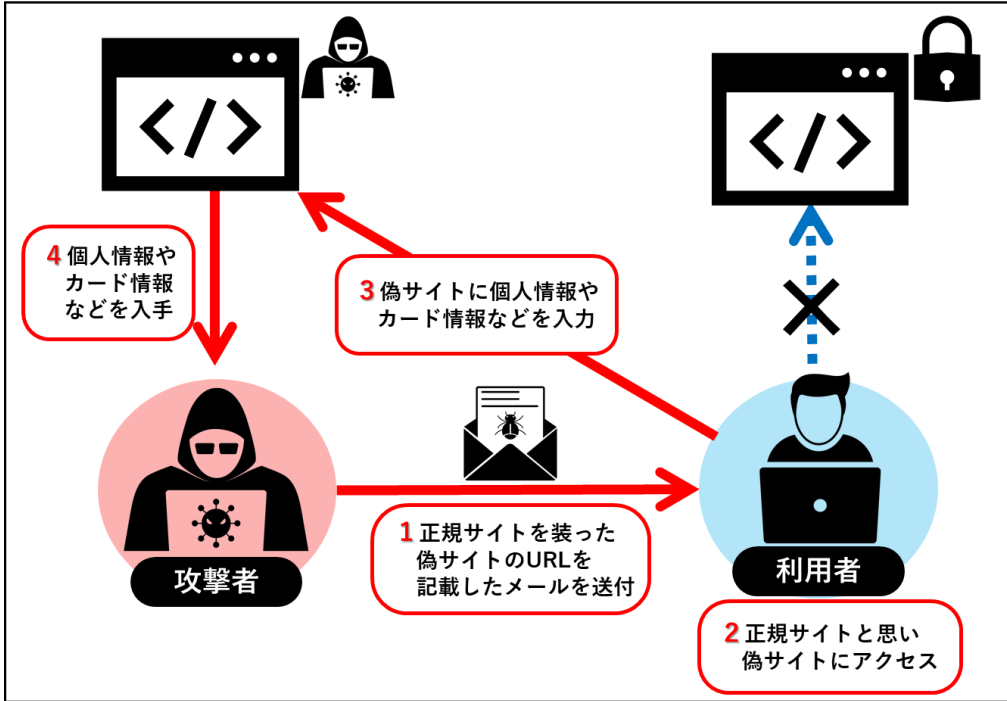 4 個人情報や
カード情報
などを入手
3 偽サイトに個人情報や
カード情報などを入力
1 正規サイトを装った
偽サイトのURLを
記載したメールを送付
攻撃者
利用者
2 正規サイトと思い
偽サイトにアクセス